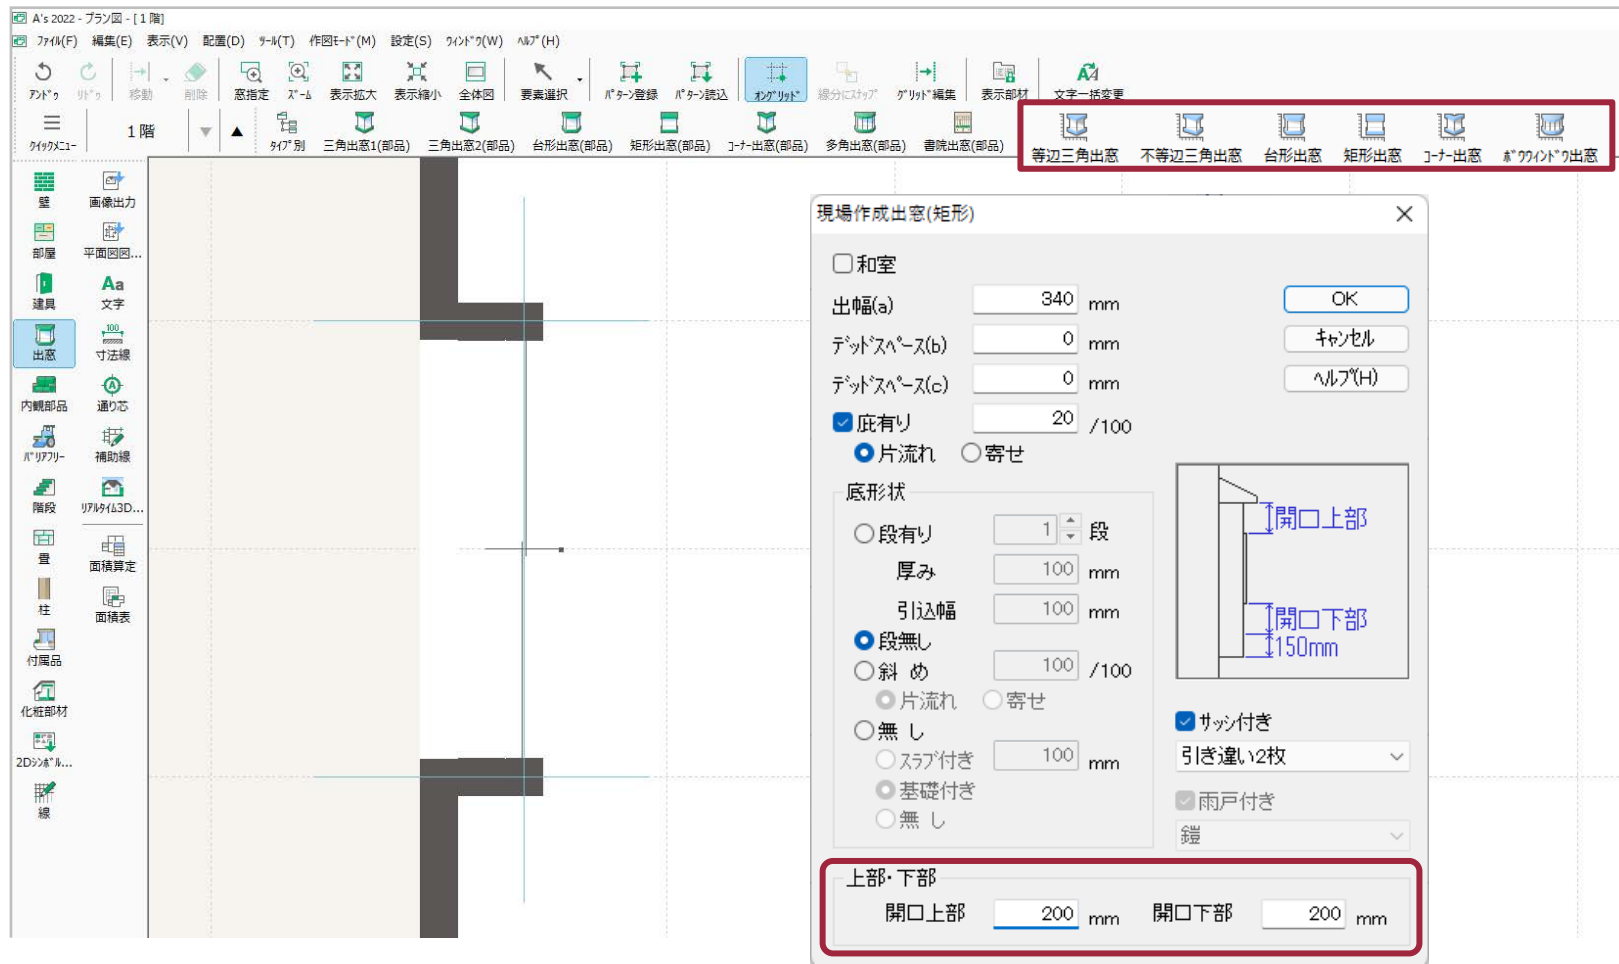 A's 2022 - プラン図 - [ 1 階]
ﾌｧｲﾙ(F) 編集(E) 表示(V) 配置(D) ﾂｰﾙ(T) 作図ﾓｰﾄﾞ(M) 設定(S) ｳｨﾝﾄﾞｳ(W) ﾍﾙﾌﾟ(H)
ｱﾝﾄﾞｩ ﾘﾄﾞｩ 移動 削除 窓指定 ｽﾞｰﾑ 表示拡大 表示縮小 全体図 要素選択 ﾊﾟﾀｰﾝ登録 ﾊﾟﾀｰﾝ読込 ｵﾝｸﾞﾘｯﾄﾞ 線分にｽﾅｯﾌﾟ ｸﾞﾘｯﾄﾞ編集 表示部材 文字一括変更
ｸｲｯｸﾒﾆｭｰ 1 階 ▼ ▲ ﾀｲﾌﾟ別 三角出窓1(部品) 三角出窓2(部品) 台形出窓(部品) 矩形出窓(部品) ｺｰﾅｰ出窓(部品) 多角出窓(部品) 書院出窓(部品) 等辺三角出窓 不等辺三角出窓 台形出窓 矩形出窓 ｺｰﾅｰ出窓 ﾎﾞｳｳｨﾝﾄﾞｳ出窓
壁 画像出力
部屋 平面図図...
建具 Aa 文字
出窓 100 寸法線
内観部品 A 通り芯
ﾊﾞﾘｱﾌﾘｰ 補助線
階段 ﾘｱﾙﾀｲﾑ3D...
畳 面積算定
柱 面積表
付属品
化粧部材
2Dｼﾝﾎﾞﾙ...
線
現場作成出窓(矩形)
和室
出幅(a) 340 mm OK
ﾃﾞｯﾄﾞｽﾍﾟｰｽ(b) 0 mm ｷｬﾝｾﾙ
ﾃﾞｯﾄﾞｽﾍﾟｰｽ(c) 0 mm ﾍﾙﾌﾟ(H)
庇有り 20 /100
片流れ 寄せ
底形状
段有り 1 段
厚み 100 mm
引込幅 100 mm
段無し
斜 め 100 /100
片流れ 寄せ
無 し
ｽﾗﾌﾞ付き 100 mm
基礎付き
無 し
開口上部
開口下部
150mm
サッシ付き
引き違い2枚
雨戸付き
鎧
上部･下部
開口上部 200 mm 開口下部 200 mm